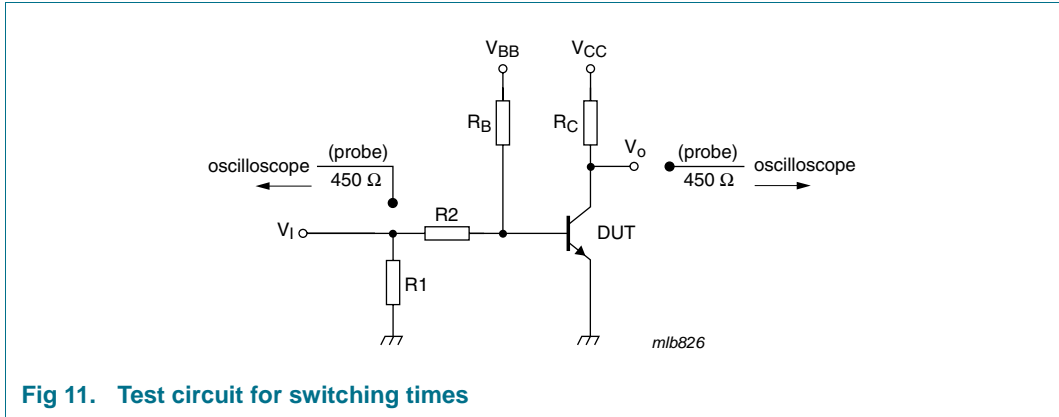 VBB
VCC
RB
RC
Vo
(probe)
oscilloscope
450 Ω
(probe)
oscilloscope
450 Ω
R2
VI
DUT
R1
mlb826
Fig 11. Test circuit for switching times